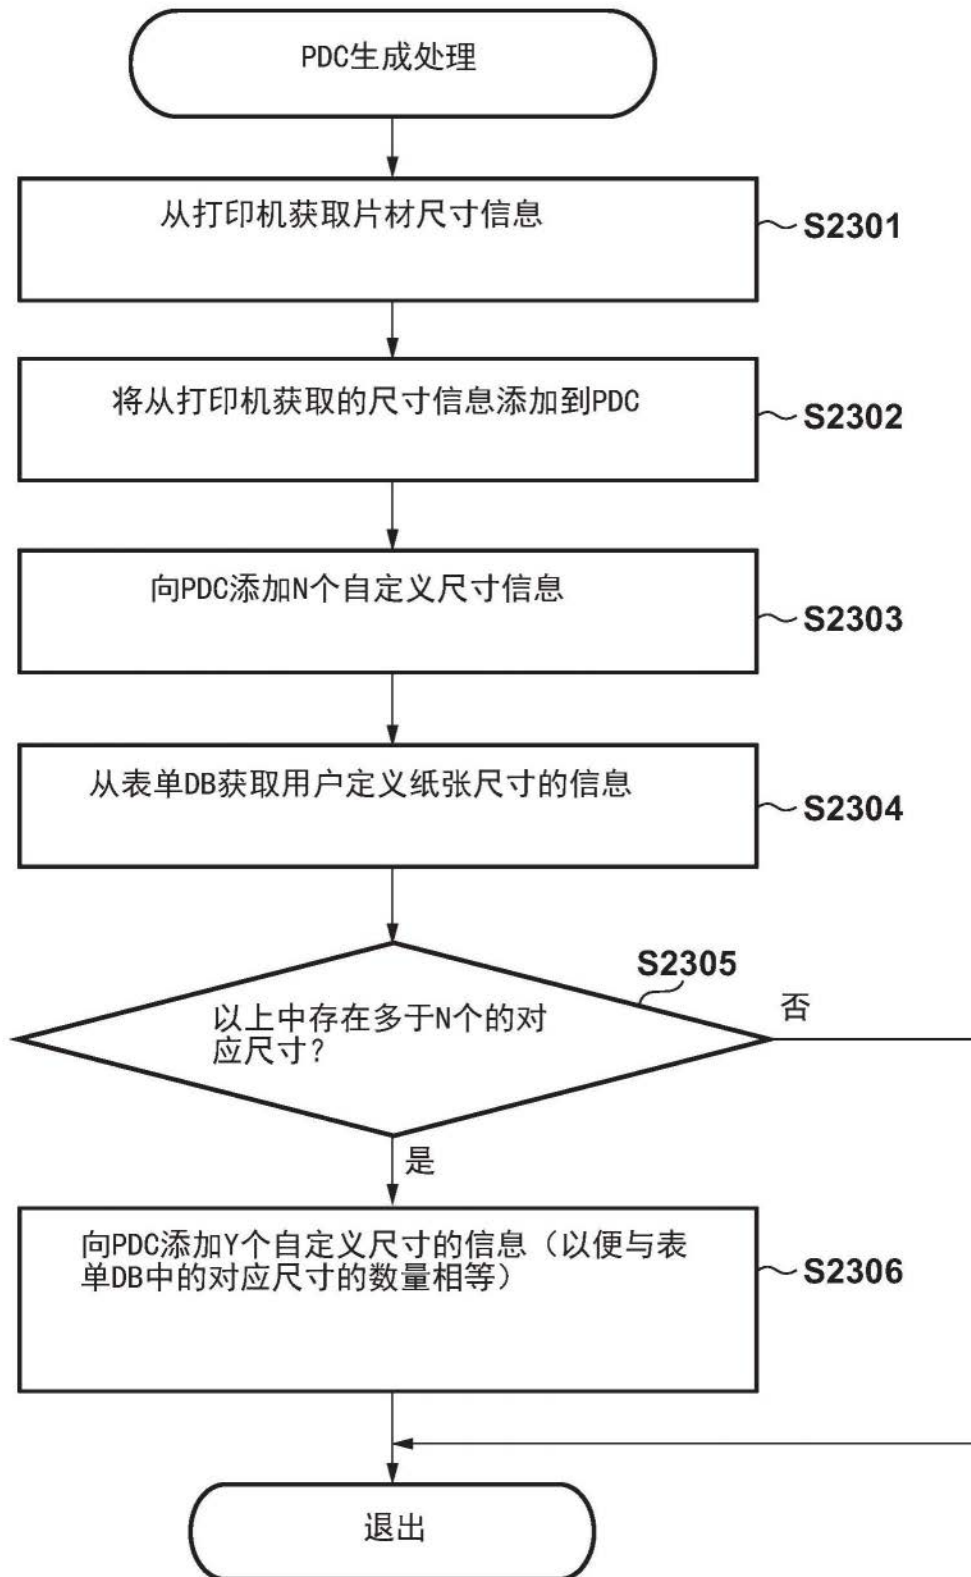 PDC生成处理
从打印机获取片材尺寸信息
S2301
将从打印机获取的尺寸信息添加到PDC
S2302
向PDC添加N个自定义尺寸信息
S2303
从表单DB获取用户定义纸张尺寸的信息
S2304
S2305
以上中存在多于N个的对
应尺寸？
否
是
向PDC添加Y个自定义尺寸的信息（以便与表
单DB中的对应尺寸的数量相等）
S2306
退出